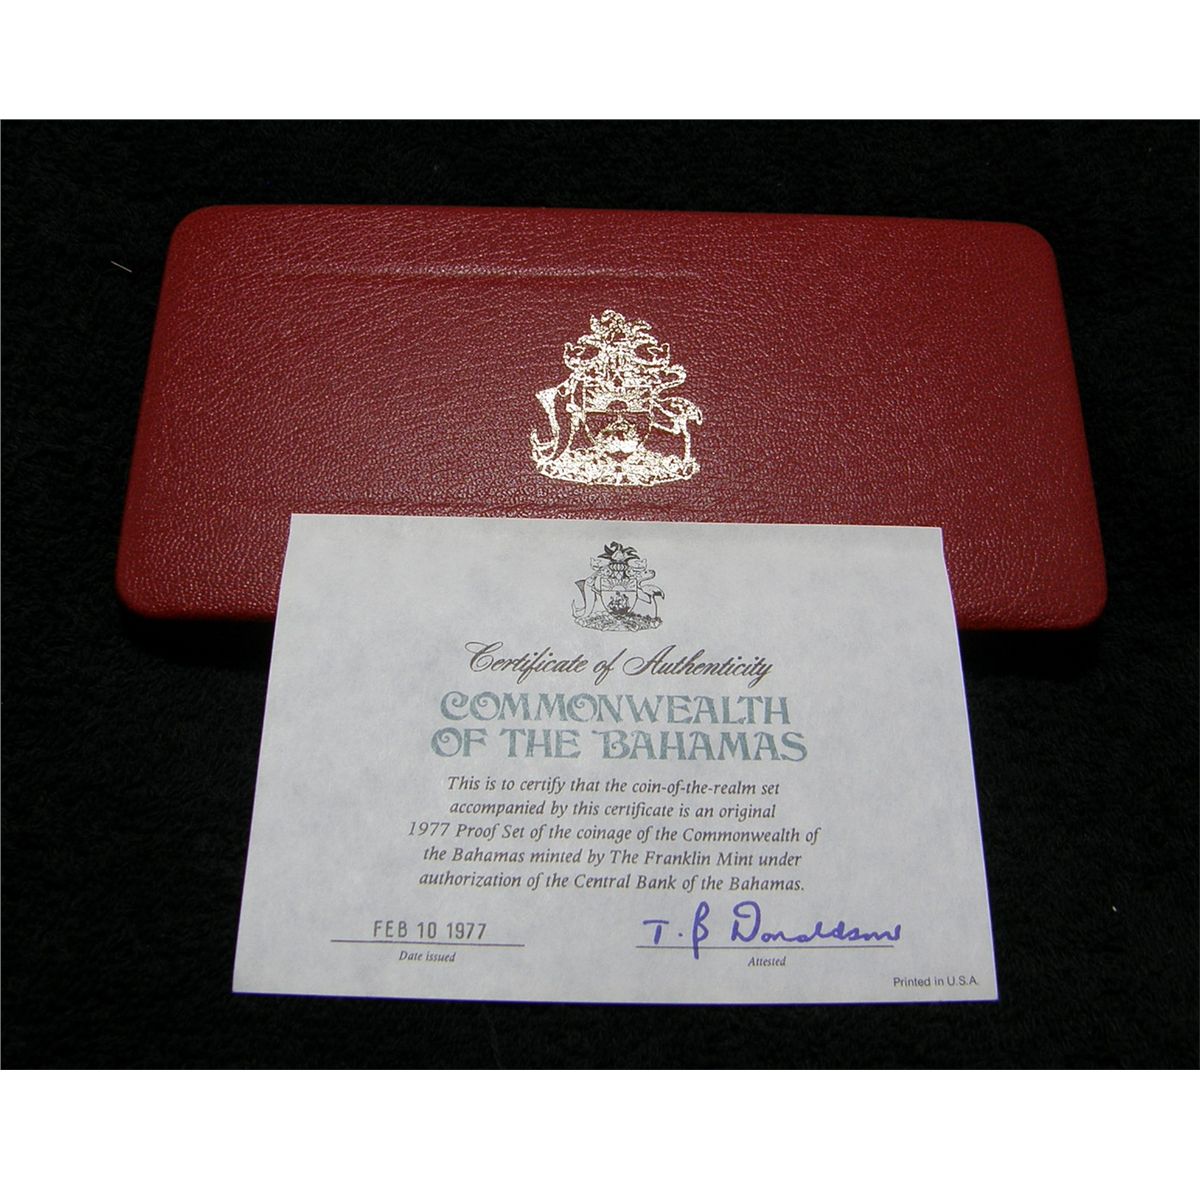 Certificate of Authenticity
COMMONWEALTH
OF THE BAHAMAS
This is to certify that the coin-of-the-realm set
accompanied by this certificate is an original
1977 Proof Set of the coinage of the Commonwealth of
the Bahamas minted by The Franklin Mint under
authorization of the Central Bank of the Bahamas.
FEB 10 1977 T. B Donaldson
Date issued Attested
Printed in U.S.A.